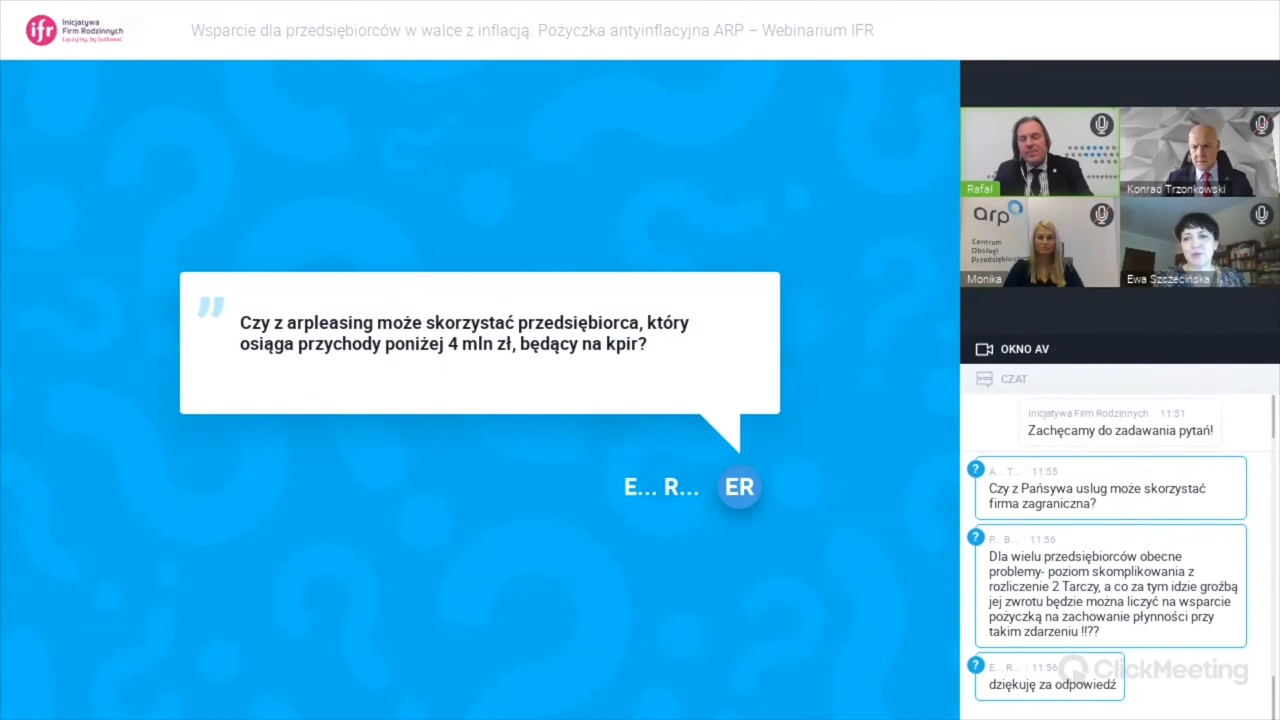 ifr
Inicjatywa
Firm Rodzinnych
Łączymy, by budować
Wsparcie dla przedsiębiorców w walce z inflacją. Pożyczka antyinflacyjna ARP – Webinarium IFR
Czy z arpleasing może skorzystać przedsiębiorca, który
osiąga przychody poniżej 4 mln zł, będący na kpir?
E... R...
ER
Rafał
Konrad Trzonkowski
arp
Centrum
Obsługi
Przedsiębiorc
Monika
Ewa Szczecińska
OKNO AV
CZAT
Inicjatywa Firm Rodzinnych · 11:51
Zachęcamy do zadawania pytań!
?
A... T... · 11:55
Czy z Pańsywa uslug może skorzystać
firma zagraniczna?
?
P... B... · 11:56
Dla wielu przedsiębiorców obecne
problemy- poziom skomplikowania z
rozliczenie 2 Tarczy, a co za tym idzie groźbą
jej zwrotu będzie można liczyć na wsparcie
pożyczką na zachowanie płynności przy
takim zdarzeniu !!??
?
E... R... · 11:56
dziękuję za odpowiedź
ClickMeeting